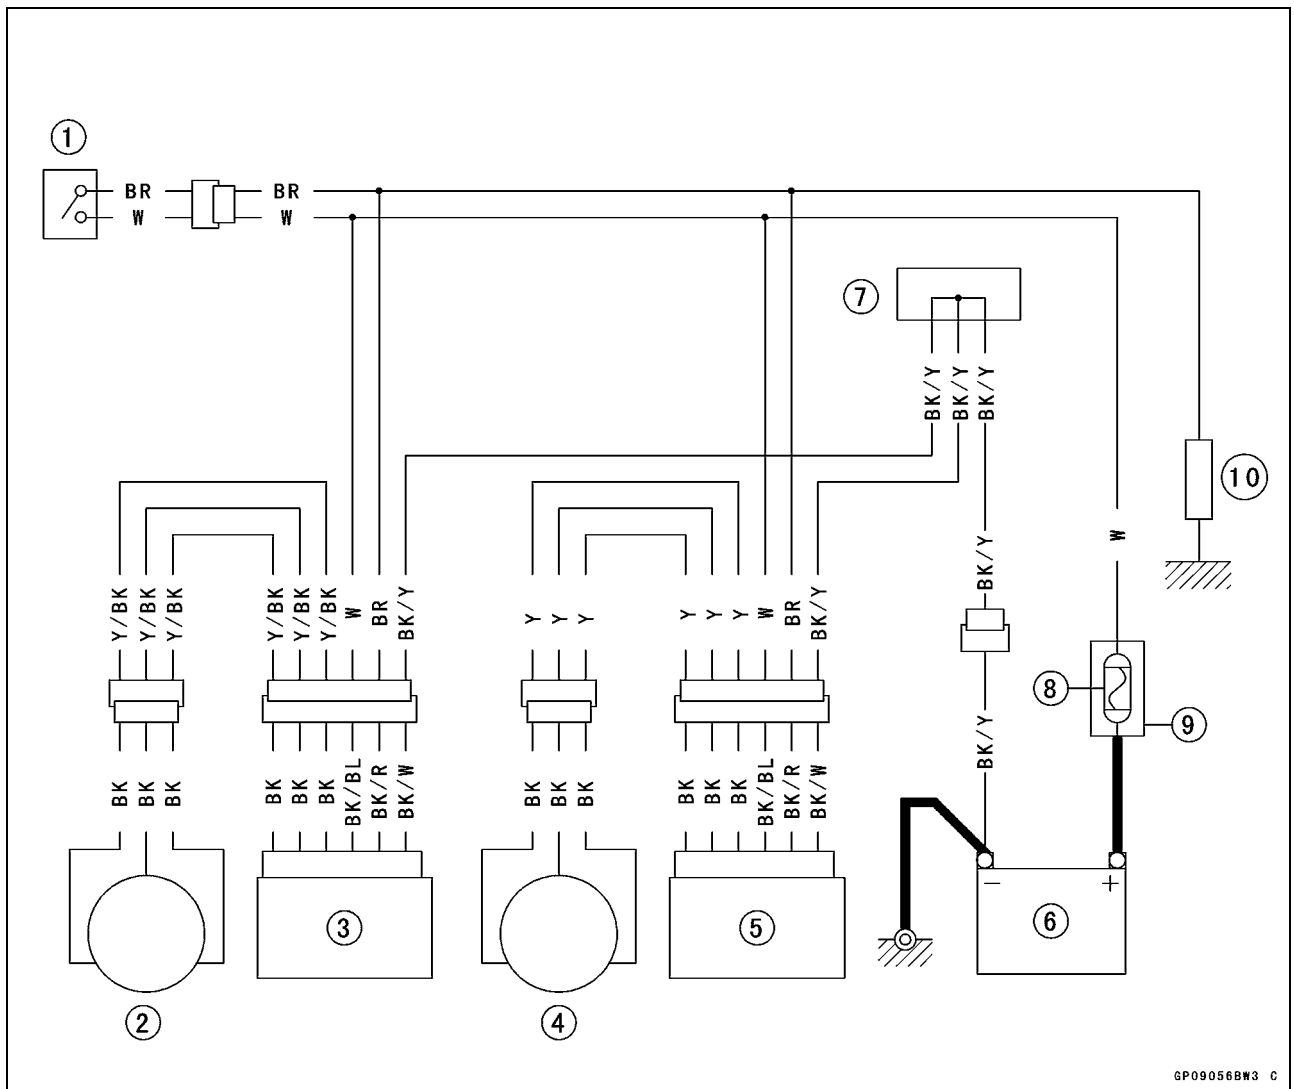 1
BR BR
W W
7
BK/Y BK/Y BK/Y
10
W
BK/Y
Y/BK Y/BK Y/BK Y/BK Y/BK Y/BK W BR BK/Y Y Y Y Y Y Y W BR BK/Y
8
9
BK/Y
BK BK BK BK BK BK BK/BL BK/R BK/W BK BK BK BK BK BK BK/BL BK/R BK/W
− +
3 5 6
2 4
GP09056BW3 C